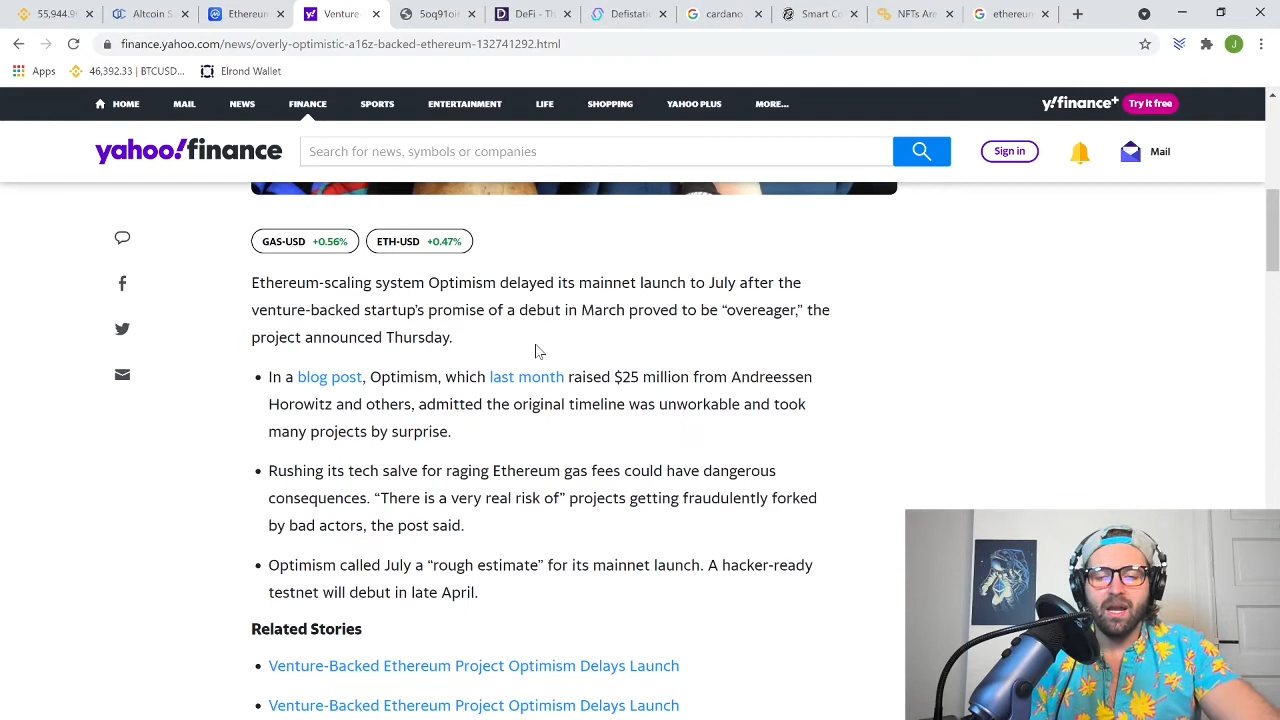 55,944.9
Altcoin S
Ethereum
Venture-
5oq91oit
DeFi - Th
Defistati
cardano
Smart Co
NFTs Are
ethereum
finance.yahoo.com/news/overly-optimistic-a16z-backed-ethereum-132741292.html
J
Apps
46,392.33 | BTCUSD...
Elrond Wallet
HOME
MAIL
NEWS
FINANCE
SPORTS
ENTERTAINMENT
LIFE
SHOPPING
YAHOO PLUS
MORE...
y!finance+
Try it free
yahoo!finance
Search for news, symbols or companies
Sign in
Mail
GAS-USD +0.56%
ETH-USD +0.47%
Ethereum-scaling system Optimism delayed its mainnet launch to July after the
venture-backed startup's promise of a debut in March proved to be “overeager,” the
project announced Thursday.
• In a blog post, Optimism, which last month raised $25 million from Andreessen
Horowitz and others, admitted the original timeline was unworkable and took
many projects by surprise.
• Rushing its tech salve for raging Ethereum gas fees could have dangerous
consequences. “There is a very real risk of” projects getting fraudulently forked
by bad actors, the post said.
• Optimism called July a “rough estimate” for its mainnet launch. A hacker-ready
testnet will debut in late April.
Related Stories
• Venture-Backed Ethereum Project Optimism Delays Launch
• Venture-Backed Ethereum Project Optimism Delays Launch